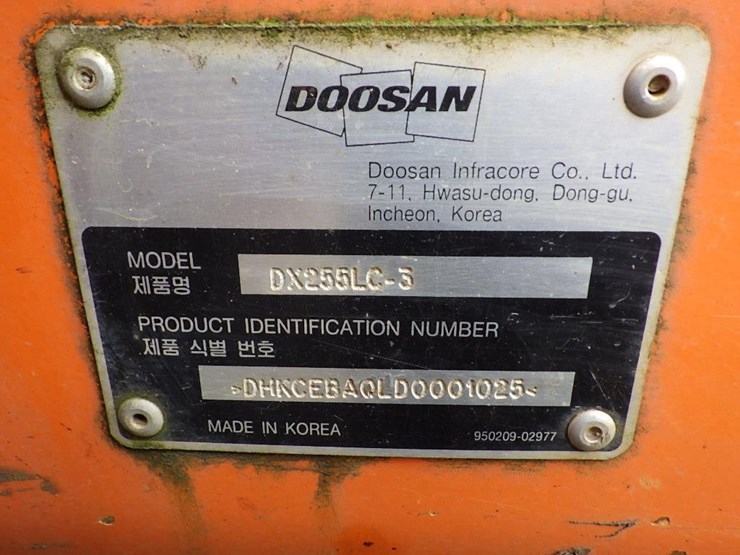 DOOSAN
Doosan Infracore Co., Ltd.
7-11, Hwasu-dong, Dong-gu,
Incheon, Korea
MODEL
제품명
DX255LC-3
PRODUCT IDENTIFICATION NUMBER
제품 식별 번호
>DHKCEBAQLD0001025<
MADE IN KOREA
950209-02977